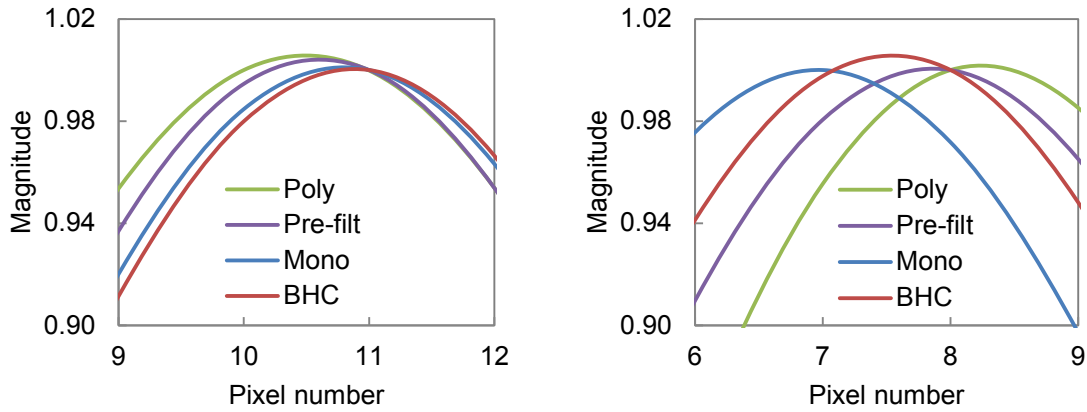 1.02
0.98
0.94
0.90
Magnitude
Poly
Pre-filt
Mono
BHC
9 10 11 12
Pixel number
1.02
0.98
0.94
0.90
Magnitude
Poly
Pre-filt
Mono
BHC
6 7 8 9
Pixel number